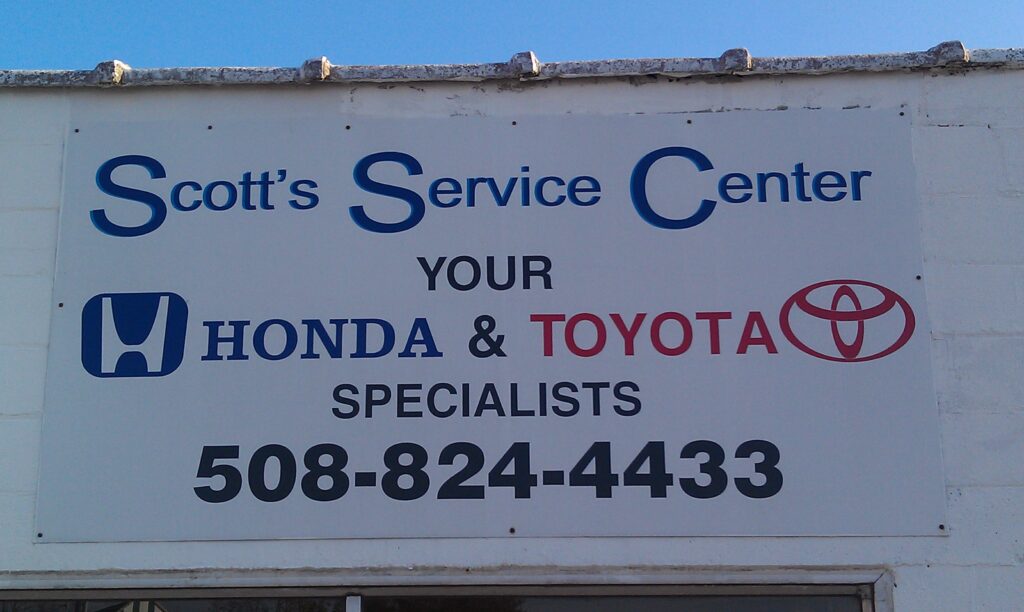 Scott's Service Center
YOUR
HONDA & TOYOTA
SPECIALISTS
508-824-4433